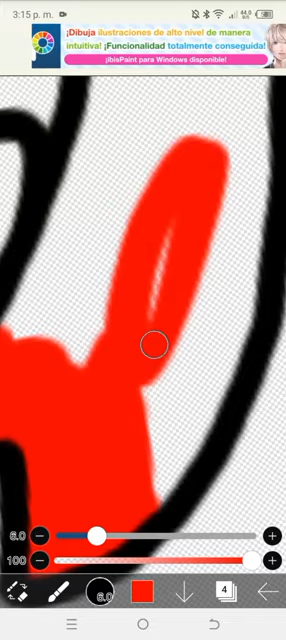 3:15 p. m.
44.0
KB/s
¡Dibuja ilustraciones de alto nivel de manera
intuitiva! ¡Funcionalidad totalmente conseguida!
¡ibisPaint para Windows disponible!
6.0
100
6.0
4